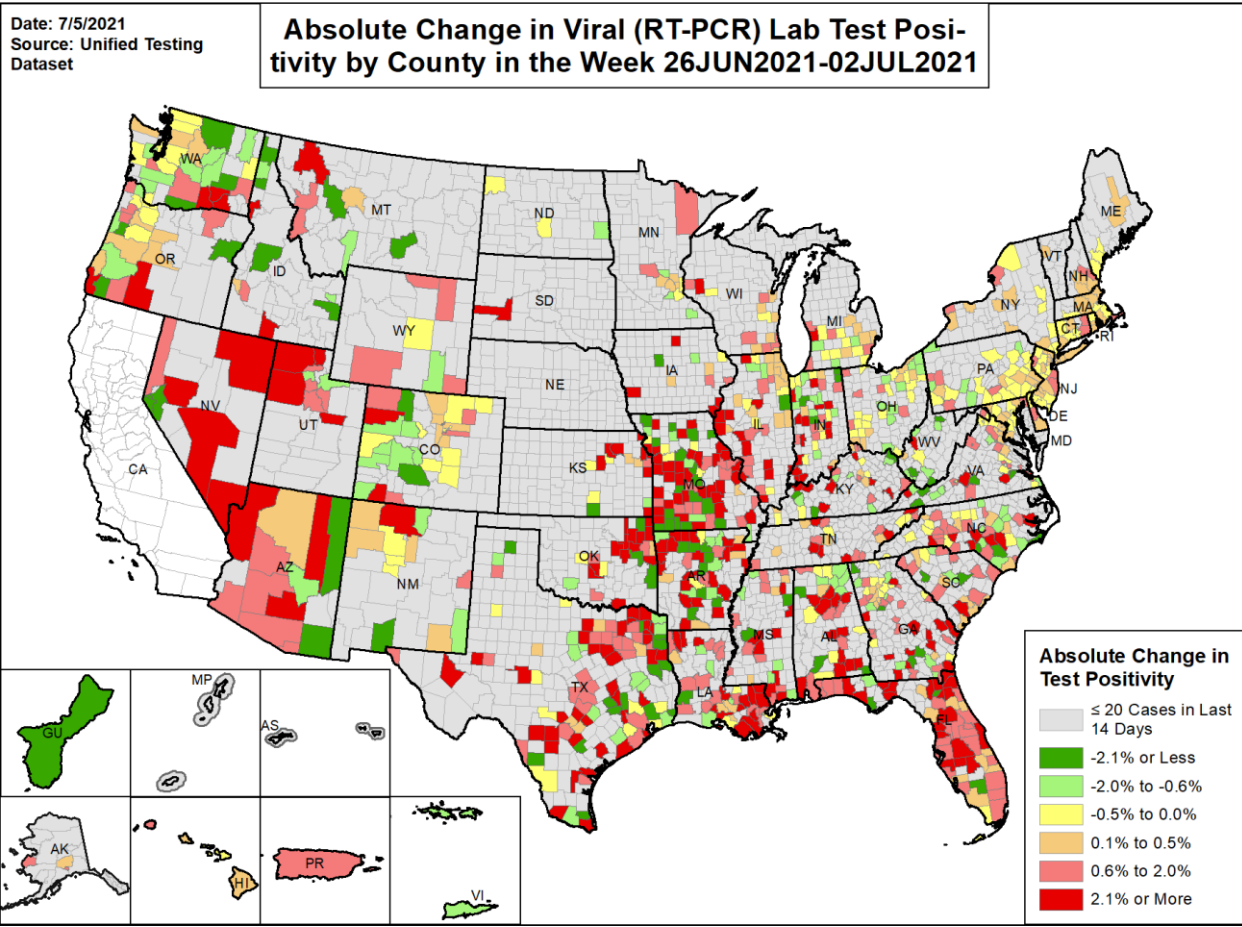 Date: 7/5/2021
Source: Unified Testing
Dataset
Absolute Change in Viral (RT-PCR) Lab Test Posi-
tivity by County in the Week 26JUN2021-02JUL2021
WA
MT
ND
MN
ME
OR
ID
SD
WI
MI
VT
NH
NY
MA
CT
RI
WY
IA
NE
PA
NJ
NV
UT
CO
IL
IN
OH
DE
MD
CA
KS
MO
WV
VA
KY
AZ
NM
OK
AR
TN
NC
SC
TX
LA
MS
AL
GA
FL
GU
MP
AS
AK
HI
PR
VI
Absolute Change in
Test Positivity
≤ 20 Cases in Last
14 Days
-2.1% or Less
-2.0% to -0.6%
-0.5% to 0.0%
0.1% to 0.5%
0.6% to 2.0%
2.1% or More